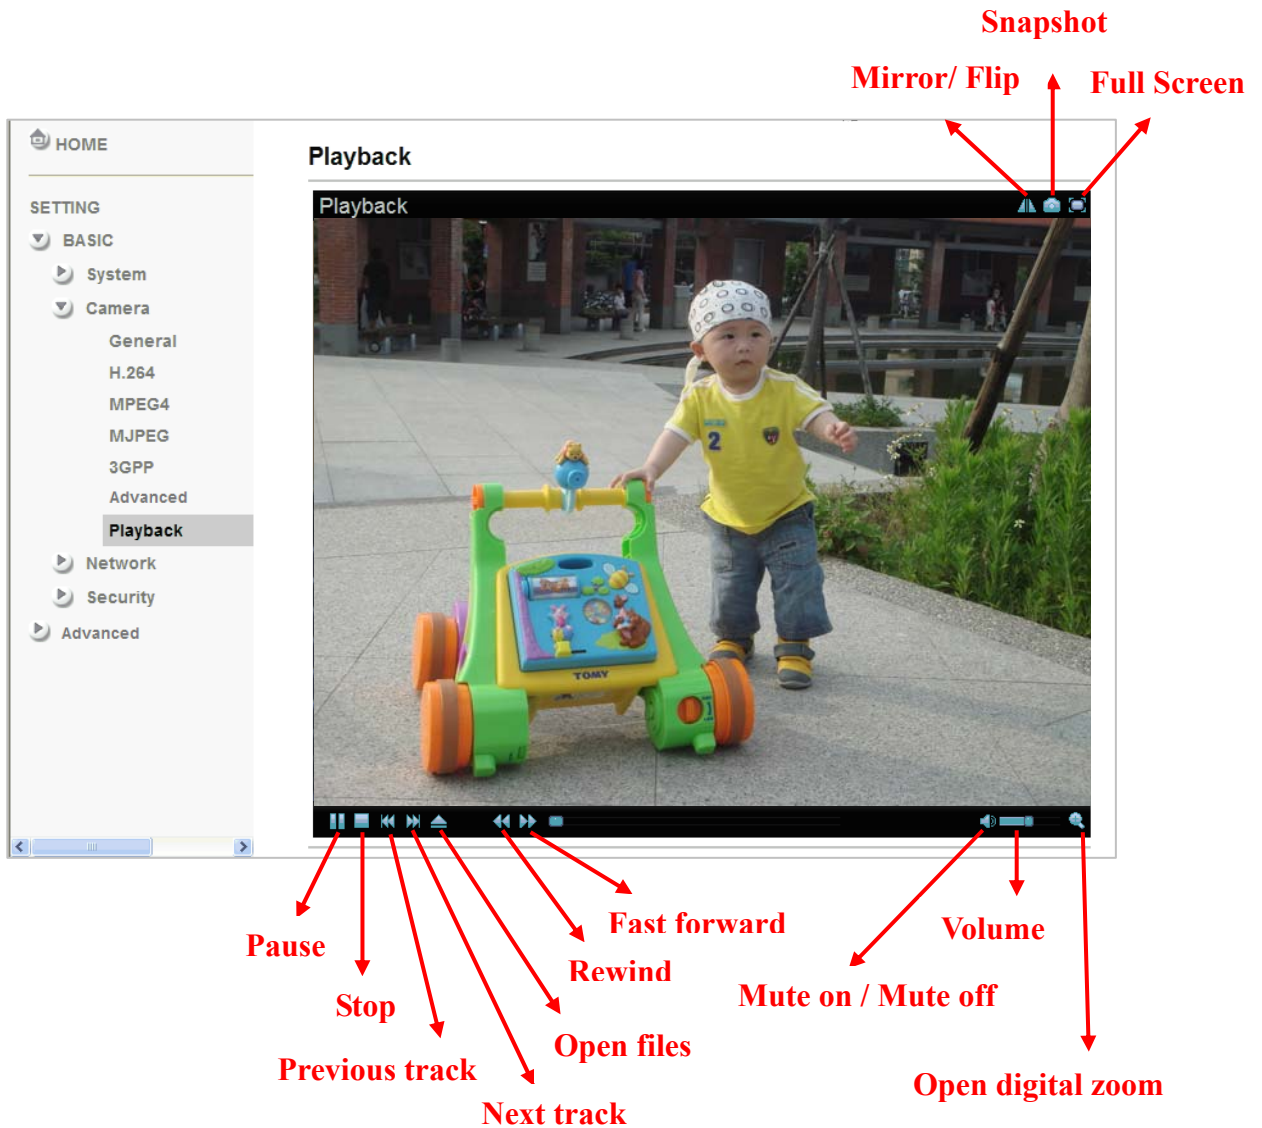 Snapshot
Mirror/ Flip
Full Screen
HOME
Playback
SETTING
Playback
BASIC
System
Camera
General
H.264
MPEG4
MJPEG
3GPP
Advanced
Playback
Network
Security
Advanced
2
TOMY
Fast forward
Volume
Pause
Rewind
Mute on / Mute off
Stop
Open files
Previous track
Open digital zoom
Next track